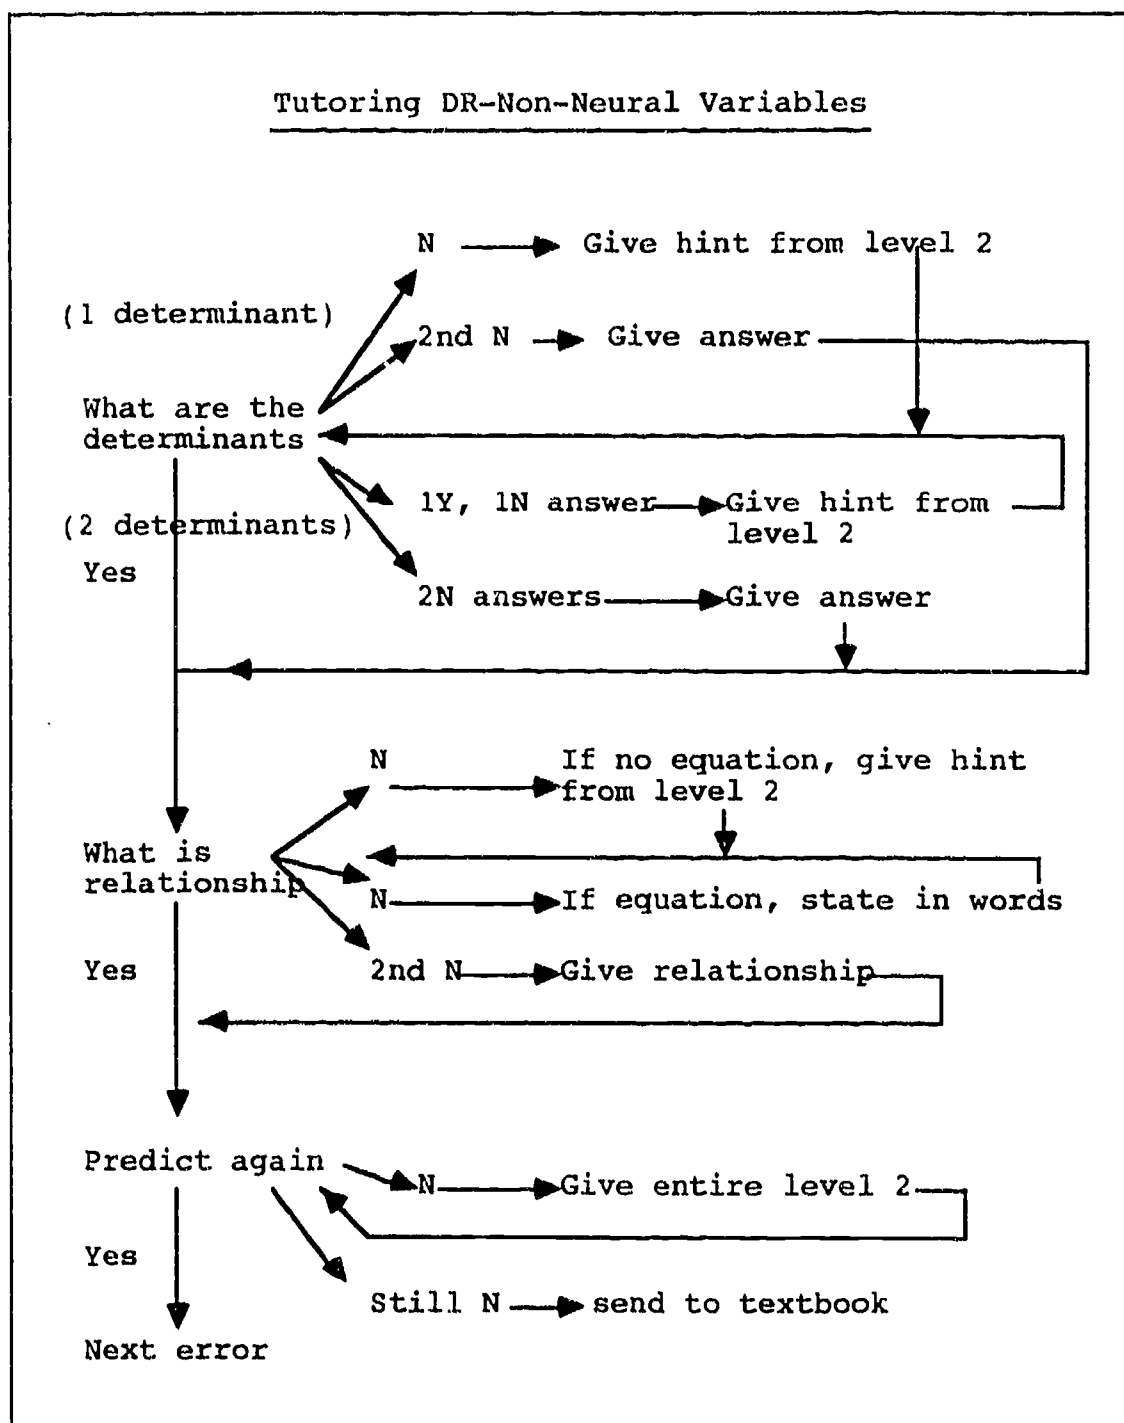 Tutoring DR-Non-Neural Variables
N Give hint from level 2
(1 determinant)
2nd N Give answer
What are the
determinants
1Y, 1N answer Give hint from
level 2
(2 determinants)
Yes
2N answers Give answer
N If no equation, give hint
from level 2
What is
relationship
N If equation, state in words
Yes 2nd N Give relationship
Predict again
N Give entire level 2
Yes
Still N send to textbook
Next error